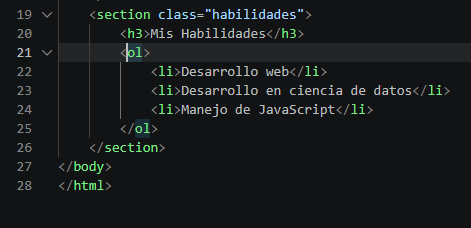 19 <section class="habilidades">
20 <h3>Mis Habilidades</h3>
21 <ol>
22 <li>Desarrollo web</li>
23 <li>Desarrollo en ciencia de datos</li>
24 <li>Manejo de JavaScript</li>
25 </ol>
26 </section>
27 </body>
28 </html>